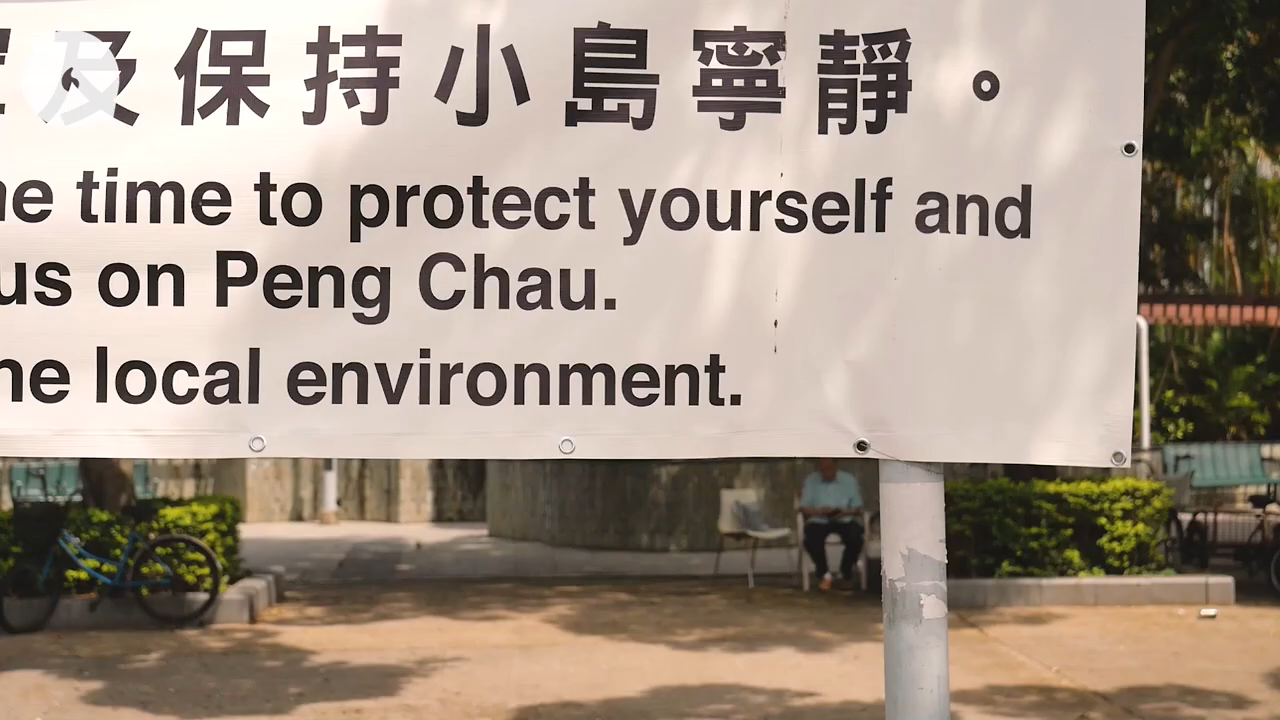 及保持小島寧靜。
time to protect yourself and
us on Peng Chau.
local environment.